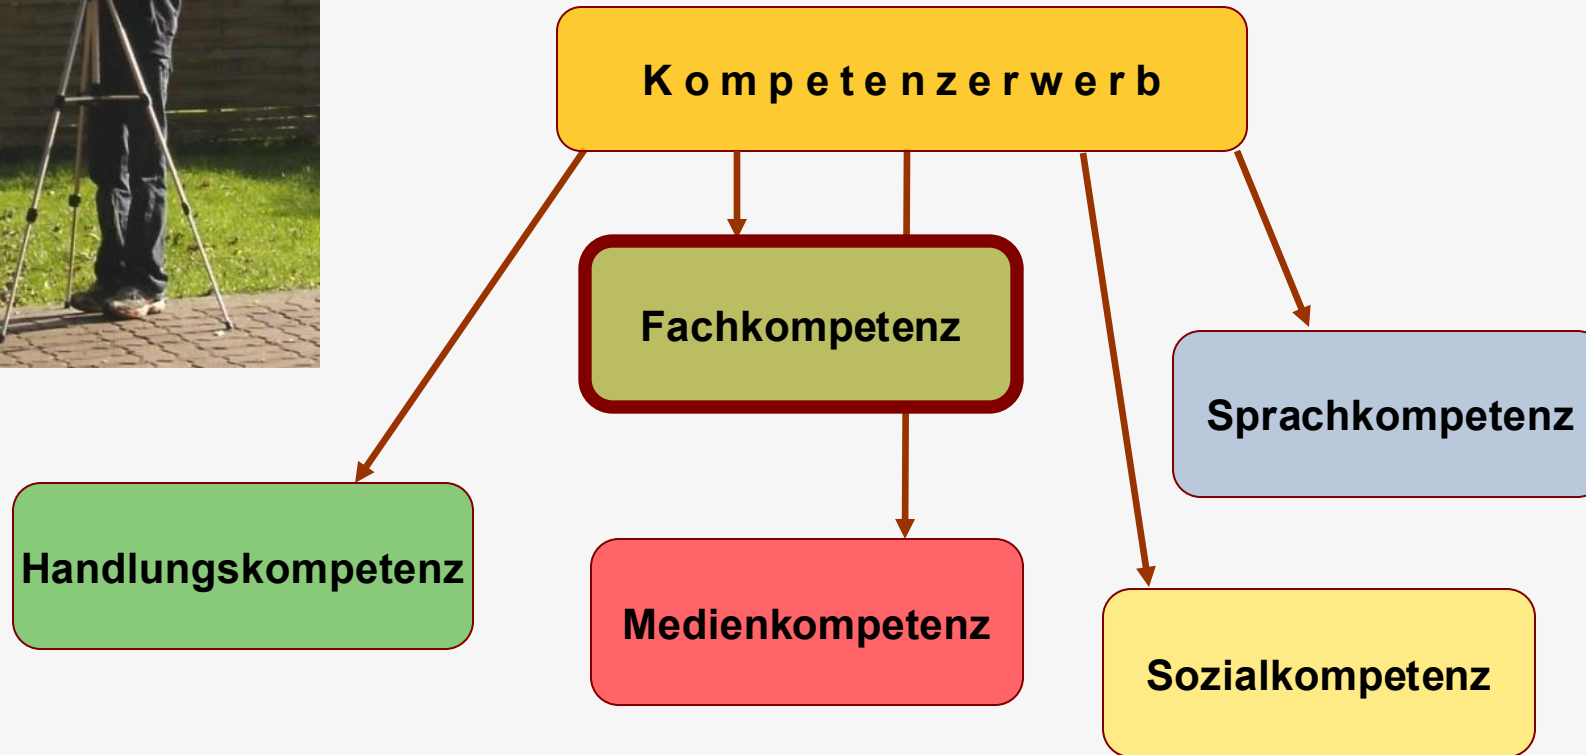 Kompetenzerwerb
Fachkompetenz
Sprachkompetenz
Handlungskompetenz
Medienkompetenz
Sozialkompetenz